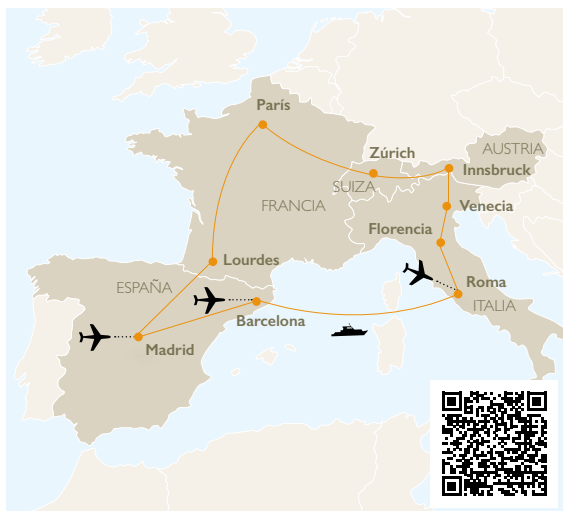 París
Zúrich
AUSTRIA
Innsbruck
SUIZA
FRANCIA
Venecia
Florencia
Lourdes
Roma
ESPAÑA
ITALIA
Barcelona
Madrid